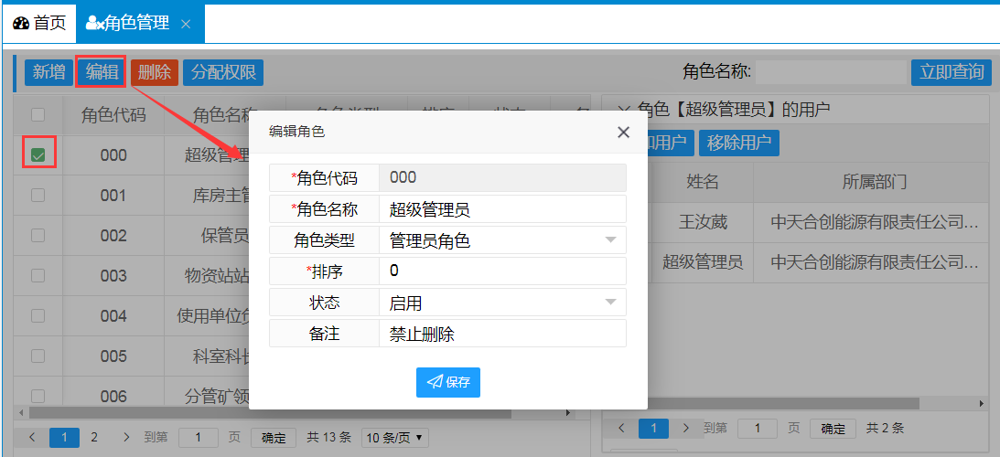 首页 角色管理
新增 编辑 删除 分配权限 角色名称: 立即查询
角色代码 角色名称
000 超级管理
001 库房主管
002 保管员
003 物资站站
004 使用单位负
005 科室科长
006 分管矿领
1 2 到第 1 页 确定 共 13 条 10 条/页
编辑角色
*角色代码 000
*角色名称 超级管理员
角色类型 管理员角色
*排序 0
状态 启用
备注 禁止删除
保存
角色【超级管理员】的用户
用户 移除用户
姓名 所属部门
王汝葳 中天合创能源有限责任公司...
超级管理员 中天合创能源有限责任公司...
1 到第 1 页 确定 共 2 条